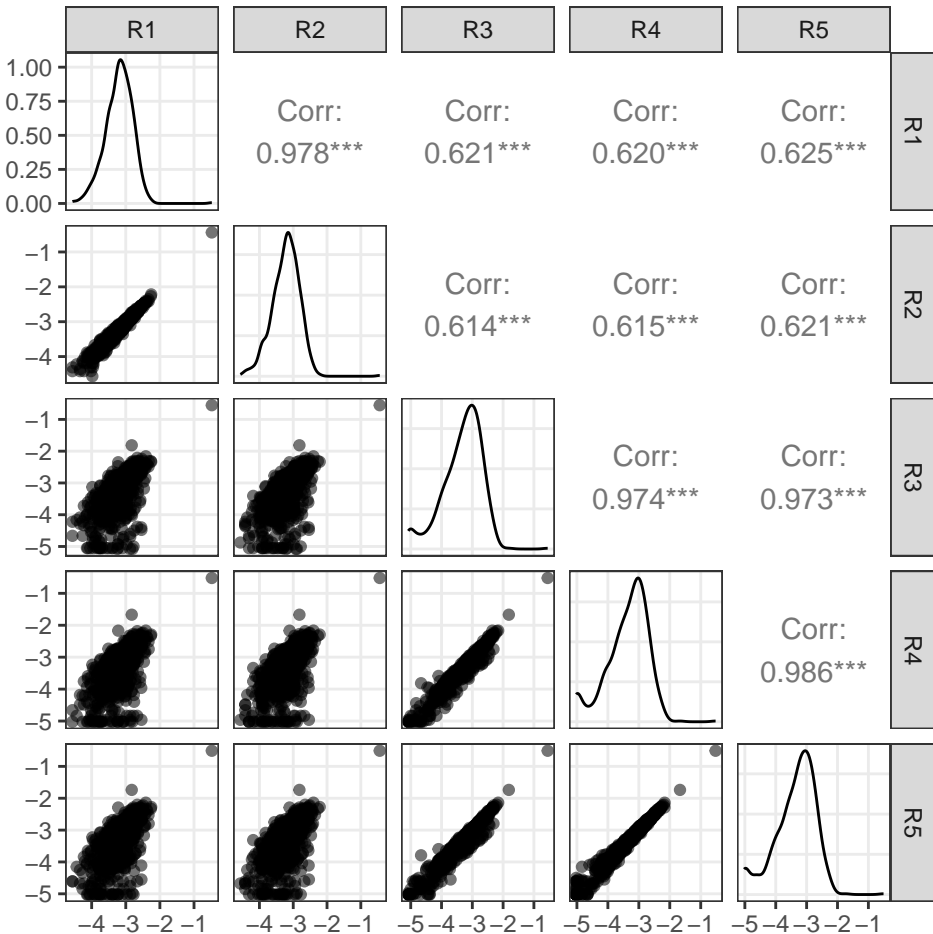 R1 R2 R3 R4 R5
1.00
0.75
0.50
0.25
0.00
Corr:
0.978***
Corr:
0.621***
Corr:
0.620***
Corr:
0.625***
R1
−1
−2
−3
−4
Corr:
0.614***
Corr:
0.615***
Corr:
0.621***
R2
−1
−2
−3
−4
−5
Corr:
0.974***
Corr:
0.973***
R3
−1
−2
−3
−4
−5
Corr:
0.986***
R4
−1
−2
−3
−4
−5
R5
−4 −3 −2 −1 −4 −3 −2 −1 −5 −4 −3 −2 −1 −5 −4 −3 −2 −1 −5 −4 −3 −2 −1